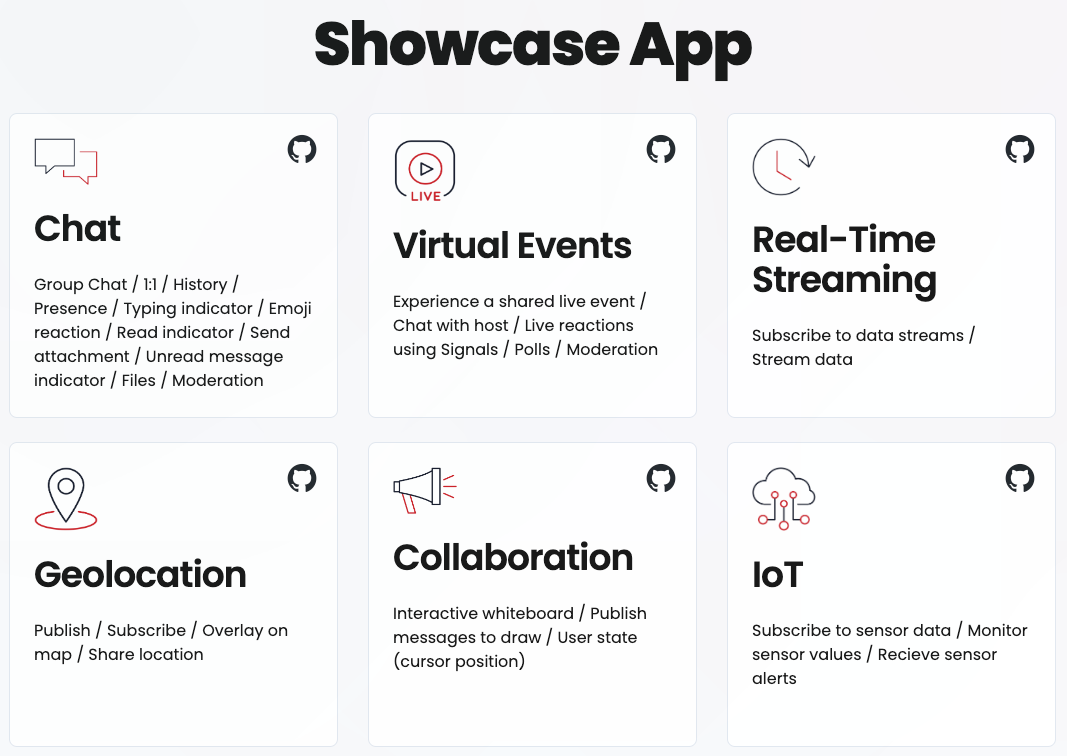 Showcase App
Chat
Group Chat / 1:1 / History /
Presence / Typing indicator / Emoji
reaction / Read indicator / Send
attachment / Unread message
indicator / Files / Moderation
LIVE
Virtual Events
Experience a shared live event /
Chat with host / Live reactions
using Signals / Polls / Moderation
Real-Time
Streaming
Subscribe to data streams /
Stream data
Geolocation
Publish / Subscribe / Overlay on
map / Share location
Collaboration
Interactive whiteboard / Publish
messages to draw / User state
(cursor position)
IoT
Subscribe to sensor data / Monitor
sensor values / Recieve sensor
alerts